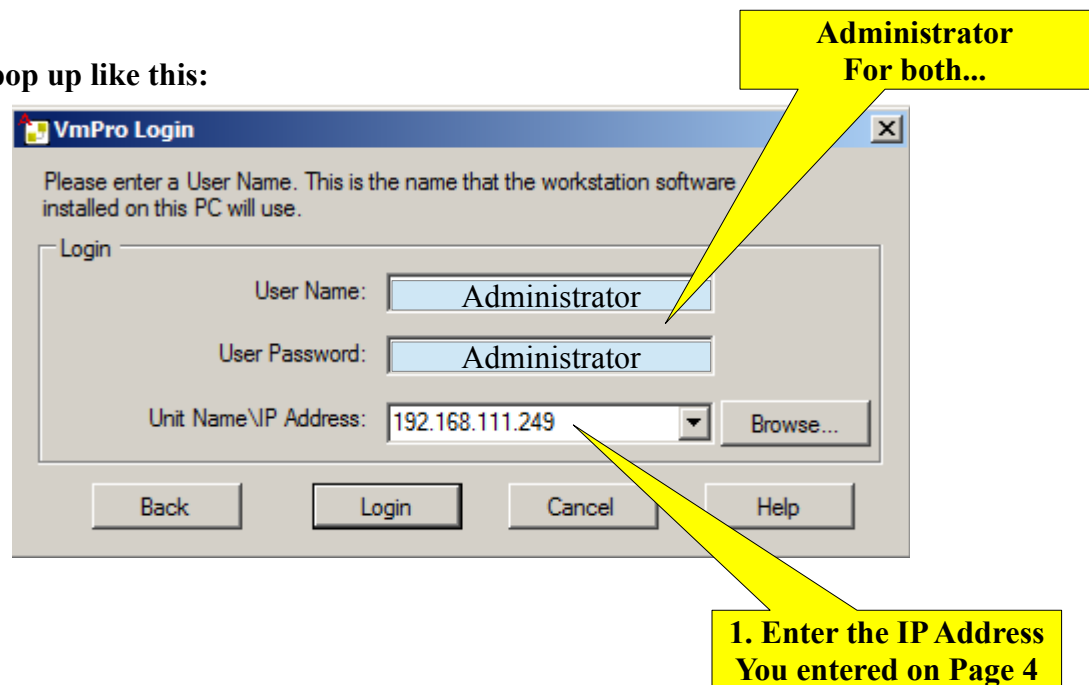 Administrator
For both...
pop up like this:
VmPro Login
Please enter a User Name. This is the name that the workstation software
installed on this PC will use.
Login
User Name: Administrator
User Password: Administrator
Unit Name\IP Address: 192.168.111.249 Browse...
Back Login Cancel Help
1. Enter the IP Address
You entered on Page 4